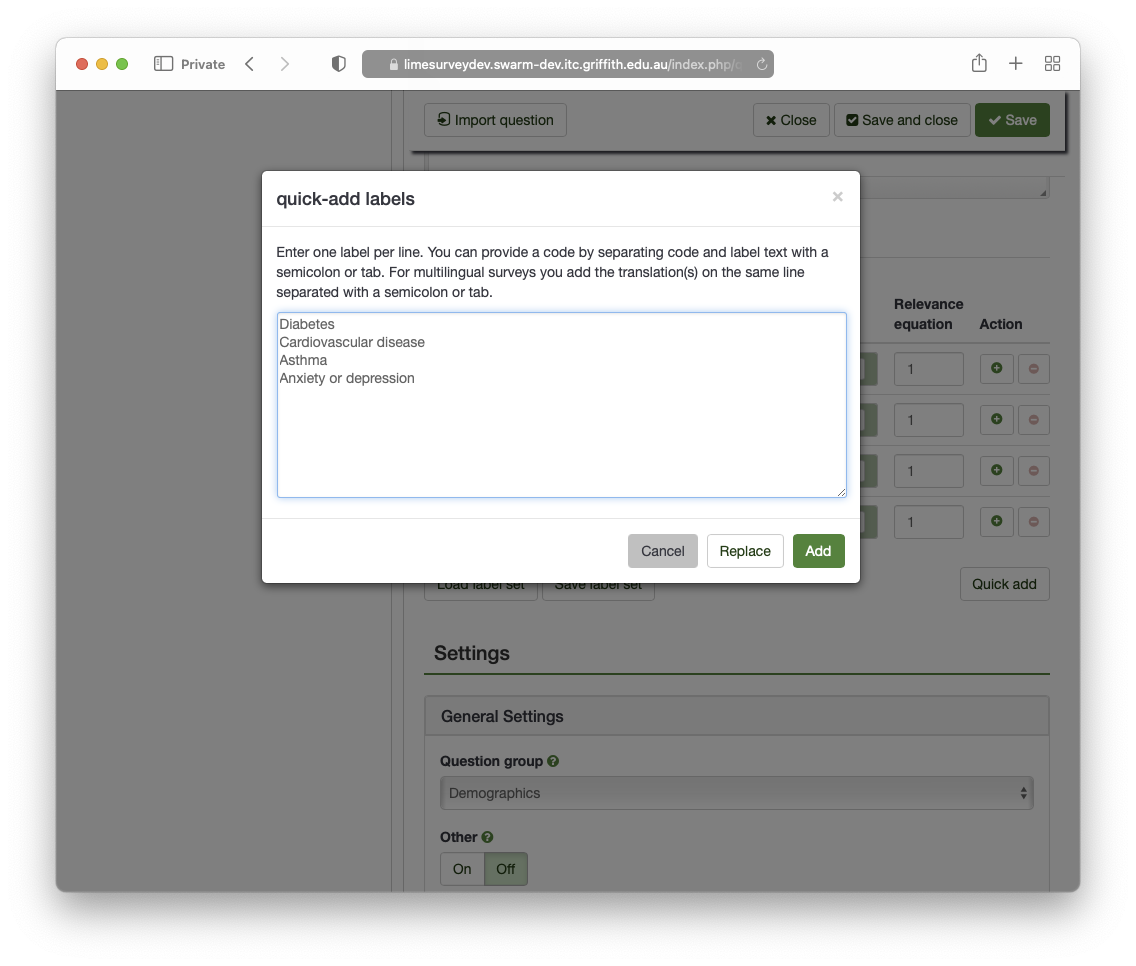 Private
limesurveydev.swarm-dev.itc.griffith.edu.au/index.php/
Import question
Close
Save and close
Save
quick-add labels
×
Enter one label per line. You can provide a code by separating code and label text with a
semicolon or tab. For multilingual surveys you add the translation(s) on the same line
separated with a semicolon or tab.
Diabetes
Cardiovascular disease
Asthma
Anxiety or depression
Cancel
Replace
Add
Relevance
equation
Action
1
1
1
1
Load label set
Save label set
Quick add
Settings
General Settings
Question group
Demographics
Other
On
Off